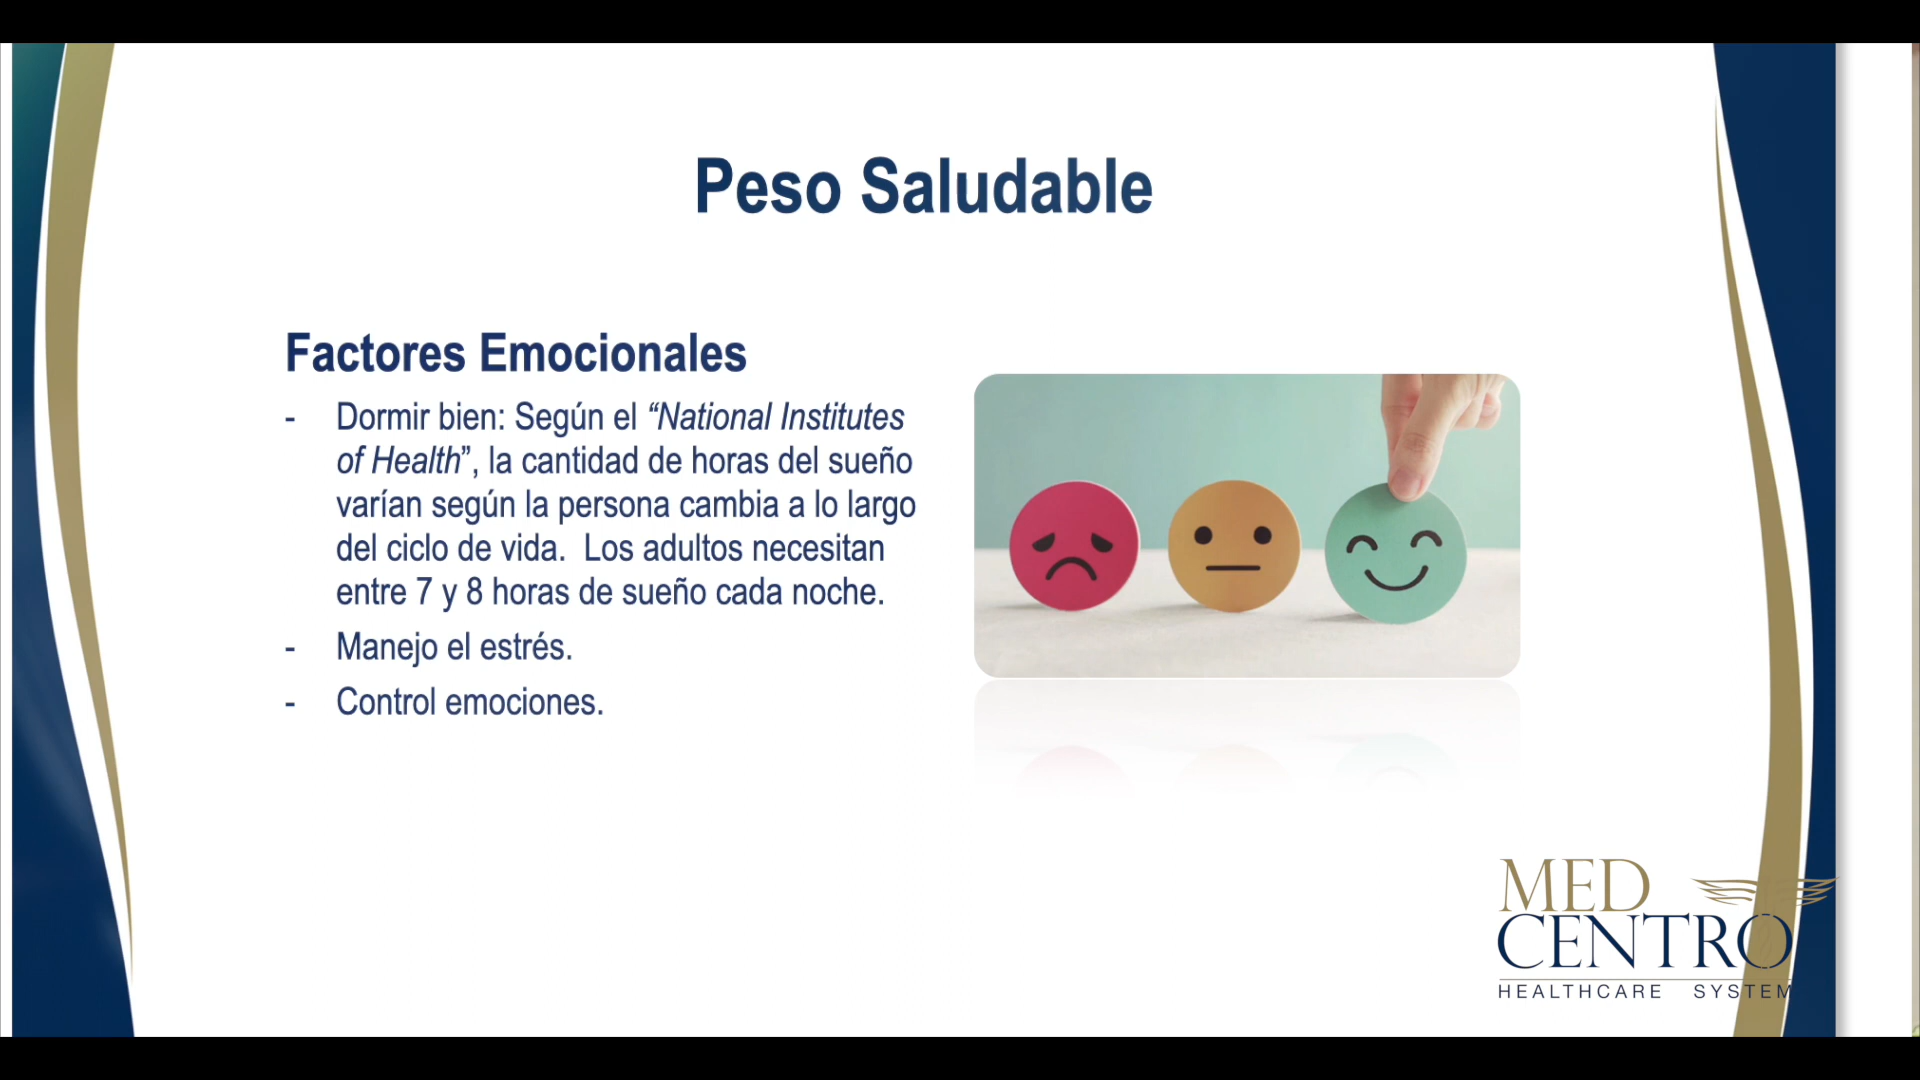 Peso Saludable
Factores Emocionales
- Dormir bien: Según el “National Institutes
of Health”, la cantidad de horas del sueño
varían según la persona cambia a lo largo
del ciclo de vida.  Los adultos necesitan
entre 7 y 8 horas de sueño cada noche.
- Manejo el estrés.
- Control emociones.
MED
CENTRO
HEALTHCARE SYSTEM